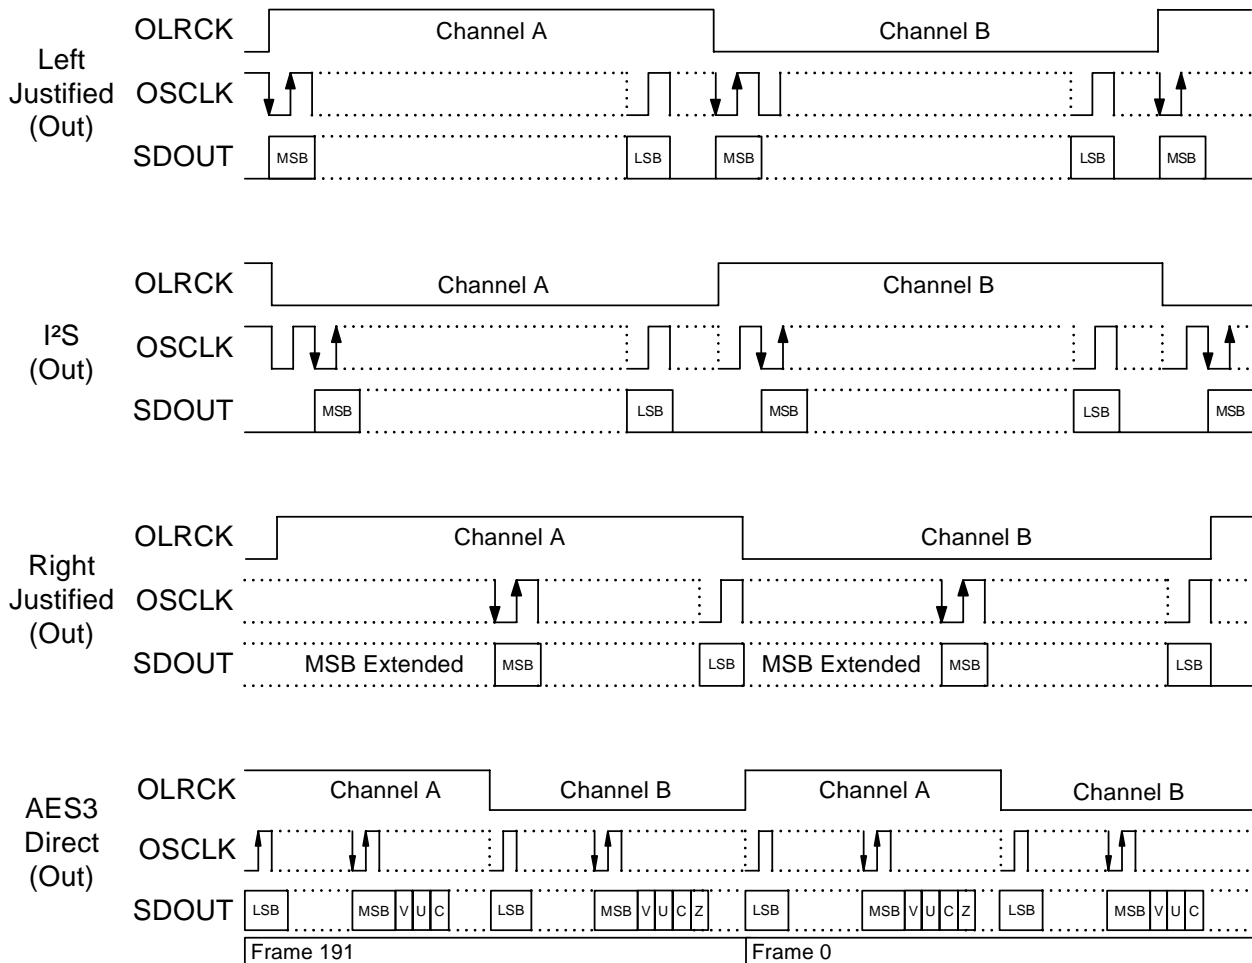 Left
Justified
(Out)
OLRCK
Channel A
Channel B
OSCLK
SDOUT
MSB
LSB
MSB
LSB
MSB
I²S
(Out)
OLRCK
Channel A
Channel B
OSCLK
SDOUT
MSB
LSB
MSB
LSB
MSB
Right
Justified
(Out)
OLRCK
Channel A
Channel B
OSCLK
SDOUT
MSB Extended
MSB
LSB
MSB Extended
MSB
LSB
AES3
Direct
(Out)
OLRCK
Channel A
Channel B
Channel A
Channel B
OSCLK
SDOUT
LSB
MSB V U C
LSB
MSB V U C Z
LSB
MSB V U C Z
LSB
MSB V U C
Frame 191
Frame 0